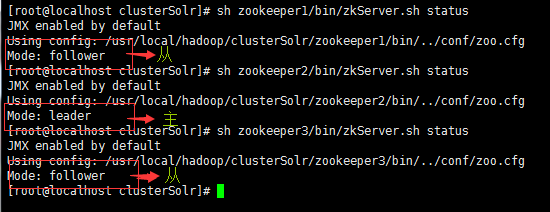 [root@localhost clusterSolr]# sh zookeeper1/bin/zkServer.sh status
JMX enabled by default
Using config: /usr/local/hadoop/clusterSolr/zookeeper1/bin/../conf/zoo.cfg
Mode: follower 从
[root@localhost clusterSolr]# sh zookeeper2/bin/zkServer.sh status
JMX enabled by default
Using config: /usr/local/hadoop/clusterSolr/zookeeper2/bin/../conf/zoo.cfg
Mode: leader 主
[root@localhost clusterSolr]# sh zookeeper3/bin/zkServer.sh status
JMX enabled by default
Using config: /usr/local/hadoop/clusterSolr/zookeeper3/bin/../conf/zoo.cfg
Mode: follower 从
[root@localhost clusterSolr]#